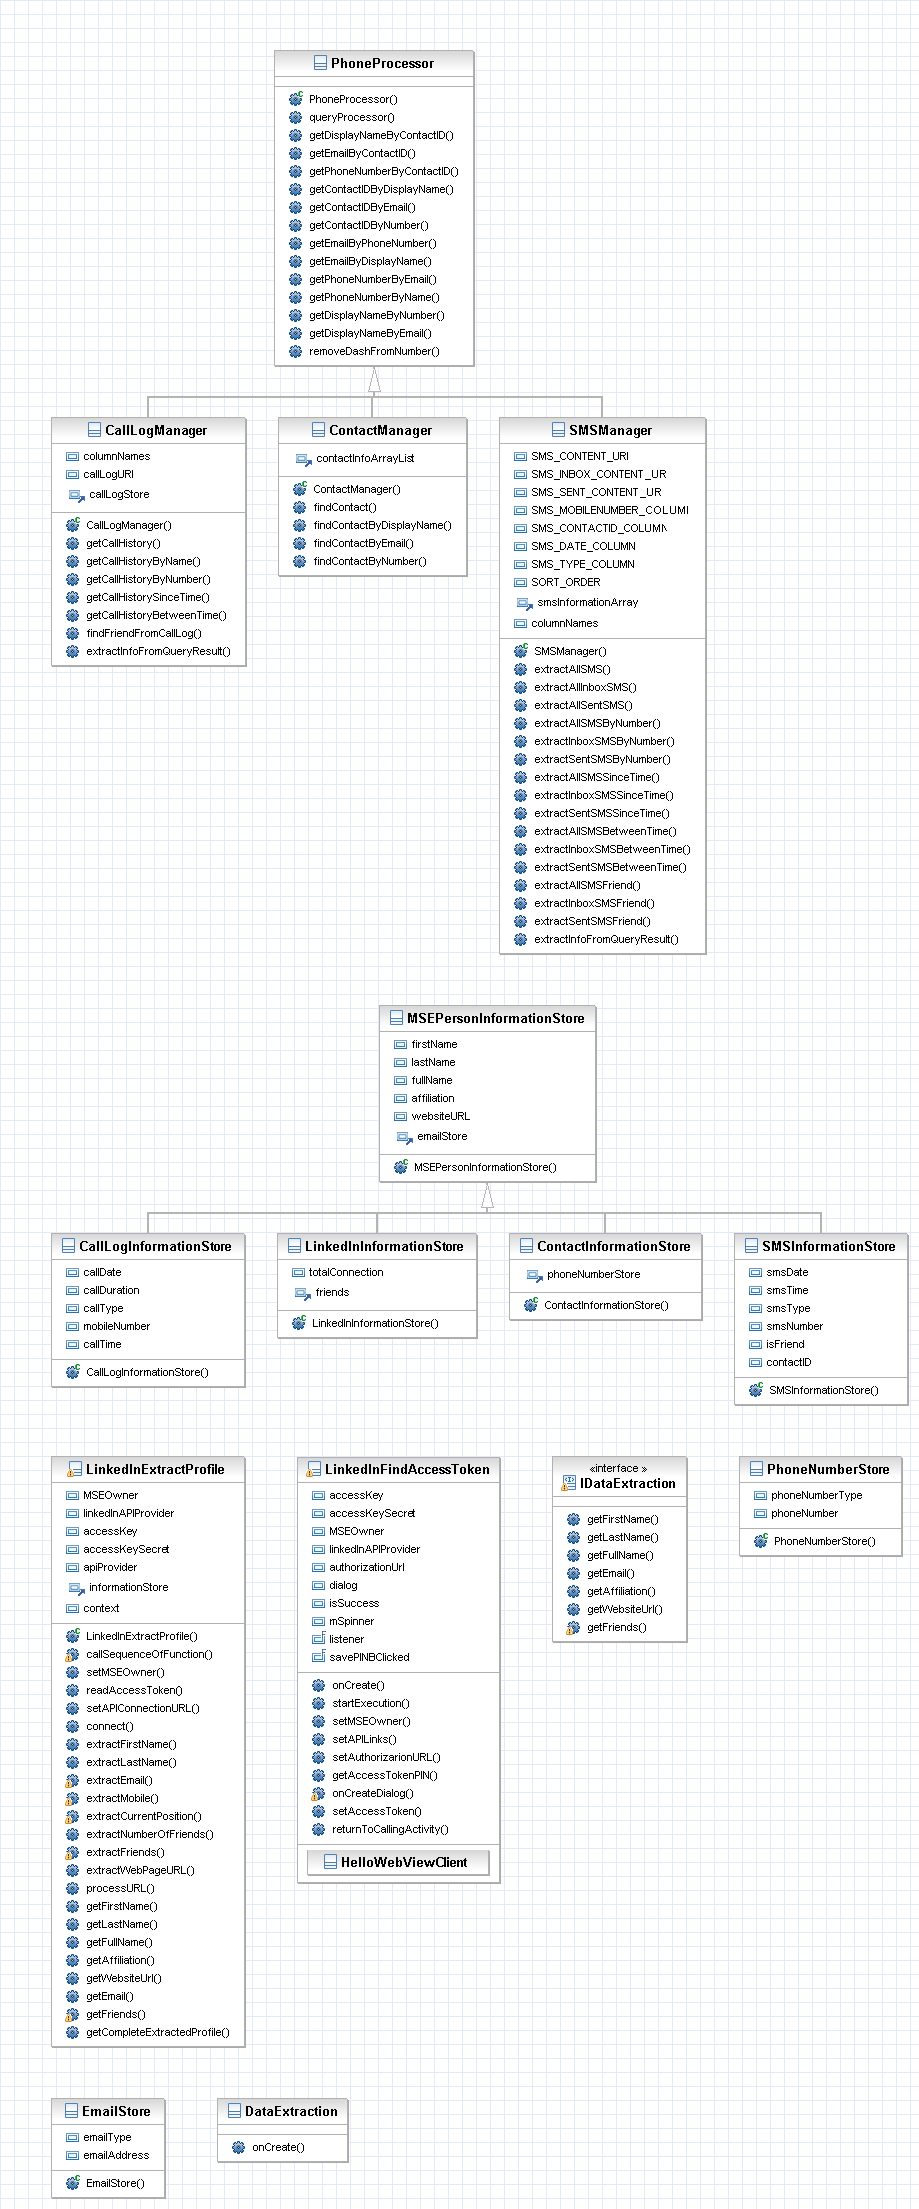 PhoneProcessor
PhoneProcessor()
queryProcessor()
getDisplayNameByContactID()
getEmailByContactID()
getPhoneNumberByContactID()
getContactIDByDisplayName()
getContactIDByEmail()
getContactIDByNumber()
getEmailByPhoneNumber()
getEmailByDisplayName()
getPhoneNumberByEmail()
getPhoneNumberByName()
getDisplayNameByNumber()
getDisplayNameByEmail()
removeDashFromNumber()
CallLogManager
columnNames
callLogURI
callLogStore
CallLogManager()
getCallHistory()
getCallHistoryByName()
getCallHistoryByNumber()
getCallHistorySinceTime()
getCallHistoryBetweenTime()
findFriendFromCallLog()
extractInfoFromQueryResult()
ContactManager
contactInfoArrayList
ContactManager()
findContact()
findContactByDisplayName()
findContactByEmail()
findContactByNumber()
SMSManager
SMS_CONTENT_URI
SMS_INBOX_CONTENT_UR
SMS_SENT_CONTENT_UR
SMS_MOBILENUMBER_COLUMI
SMS_CONTACTID_COLUMN
SMS_DATE_COLUMN
SMS_TYPE_COLUMN
SORT_ORDER
smsInformationArray
columnNames
SMSManager()
extractAllSMS()
extractAllInboxSMS()
extractAllSentSMS()
extractAllSMSByNumber()
extractInboxSMSByNumber()
extractSentSMSByNumber()
extractAllSMSSinceTime()
extractInboxSMSSinceTime()
extractSentSMSSinceTime()
extractAllSMSBetweenTime()
extractInboxSMSBetweenTime()
extractSentSMSBetweenTime()
extractAllSMSFriend()
extractInboxSMSFriend()
extractSentSMSFriend()
extractInfoFromQueryResult()
MSEPersonInformationStore
firstName
lastName
fullName
affiliation
websiteURL
emailStore
MSEPersonInformationStore()
CallLogInformationStore
callDate
callDuration
callType
mobileNumber
callTime
CallLogInformationStore()
LinkedInInformationStore
totalConnection
friends
LinkedInInformationStore()
ContactInformationStore
phoneNumberStore
ContactInformationStore()
SMSInformationStore
smsDate
smsTime
smsType
smsNumber
isFriend
contactID
SMSInformationStore()
LinkedInExtractProfile
MSEOwner
linkedInAPIProvider
accessKey
accessKeySecret
apiProvider
informationStore
context
LinkedInExtractProfile()
callSequenceOfFunction()
setMSEOwner()
readAccessToken()
setAPIConnectionURL()
connect()
extractFirstName()
extractLastName()
extractEmail()
extractMobile()
extractCurrentPosition()
extractNumberOfFriends()
extractFriends()
extractWebPageURL()
processURL()
getFirstName()
getLastName()
getFullName()
getAffiliation()
getWebsiteUrl()
getEmail()
getFriends()
getCompleteExtractedProfile()
LinkedInFindAccessToken
accessKey
accessKeySecret
MSEOwner
linkedInAPIProvider
authorizationUrl
dialog
isSuccess
mSpinner
listener
savePINBClicked
onCreate()
startExecution()
setMSEOwner()
setAPILinks()
setAuthorizarionURL()
getAccessTokenPIN()
onCreateDialog()
setAccessToken()
returnToCallingActivity()
HelloWebViewClient
«interface »
IDataExtraction
getFirstName()
getLastName()
getFullName()
getEmail()
getAffiliation()
getWebsiteUrl()
getFriends()
PhoneNumberStore
phoneNumberType
phoneNumber
PhoneNumberStore()
EmailStore
emailType
emailAddress
EmailStore()
DataExtraction
onCreate()